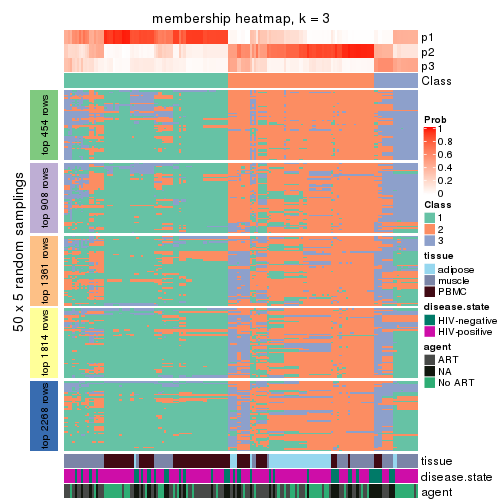 membership heatmap, k = 3
p1
p2
p3
Class
50 x 5 random samplings
top 454 rows
top 908 rows
top 1361 rows
top 1814 rows
top 2268 rows
tissue
disease.state
agent
Prob
1
0.8
0.6
0.4
0.2
0
Class
1
2
3
tissue
adipose
muscle
PBMC
disease.state
HIV-negative
HIV-positive
agent
ART
NA
No ART